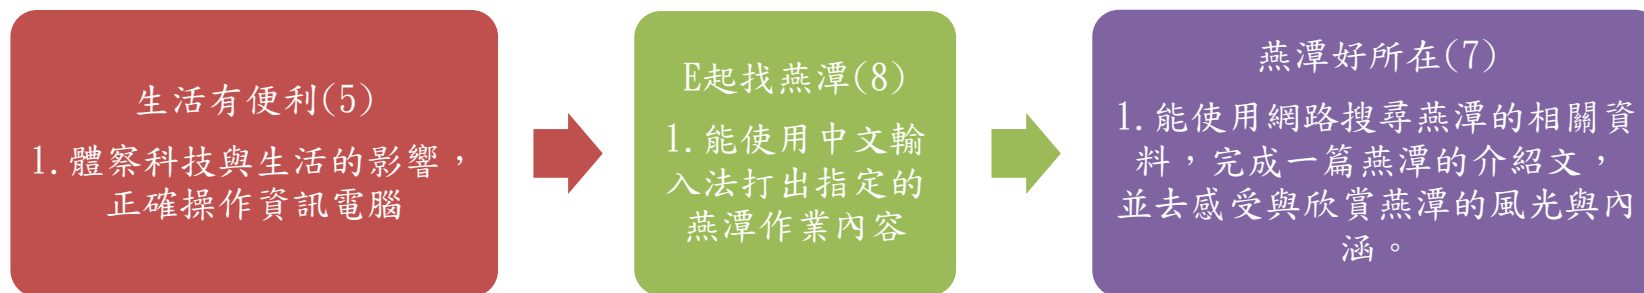 生活有便利(5)
1.體察科技與生活的影響，
正確操作資訊電腦
E起找燕潭(8)
1.能使用中文輸
入法打出指定的
燕潭作業內容
燕潭好所在(7)
1.能使用網路搜尋燕潭的相關資
料，完成一篇燕潭的介紹文，
並去感受與欣賞燕潭的風光與內
涵。